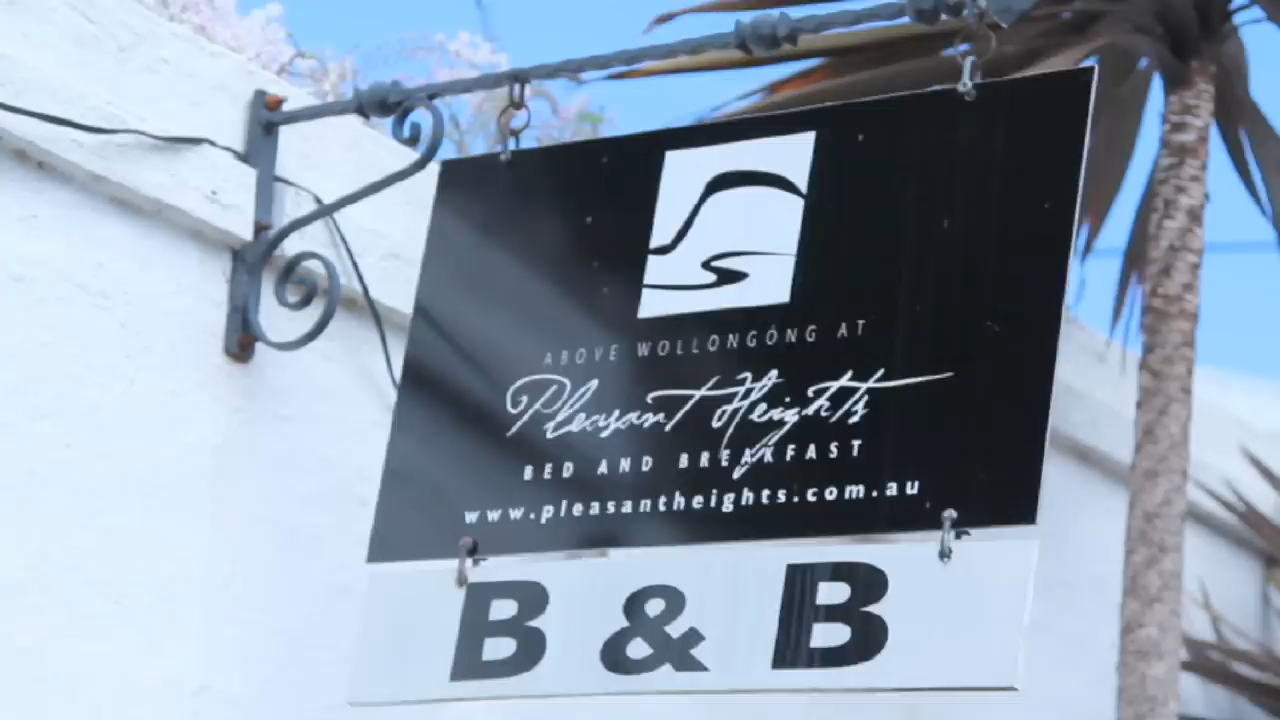 ABOVE WOLLONGONG AT
Pleasant Heights
BED AND BREAKFAST
www.pleasantheights.com.au
B & B